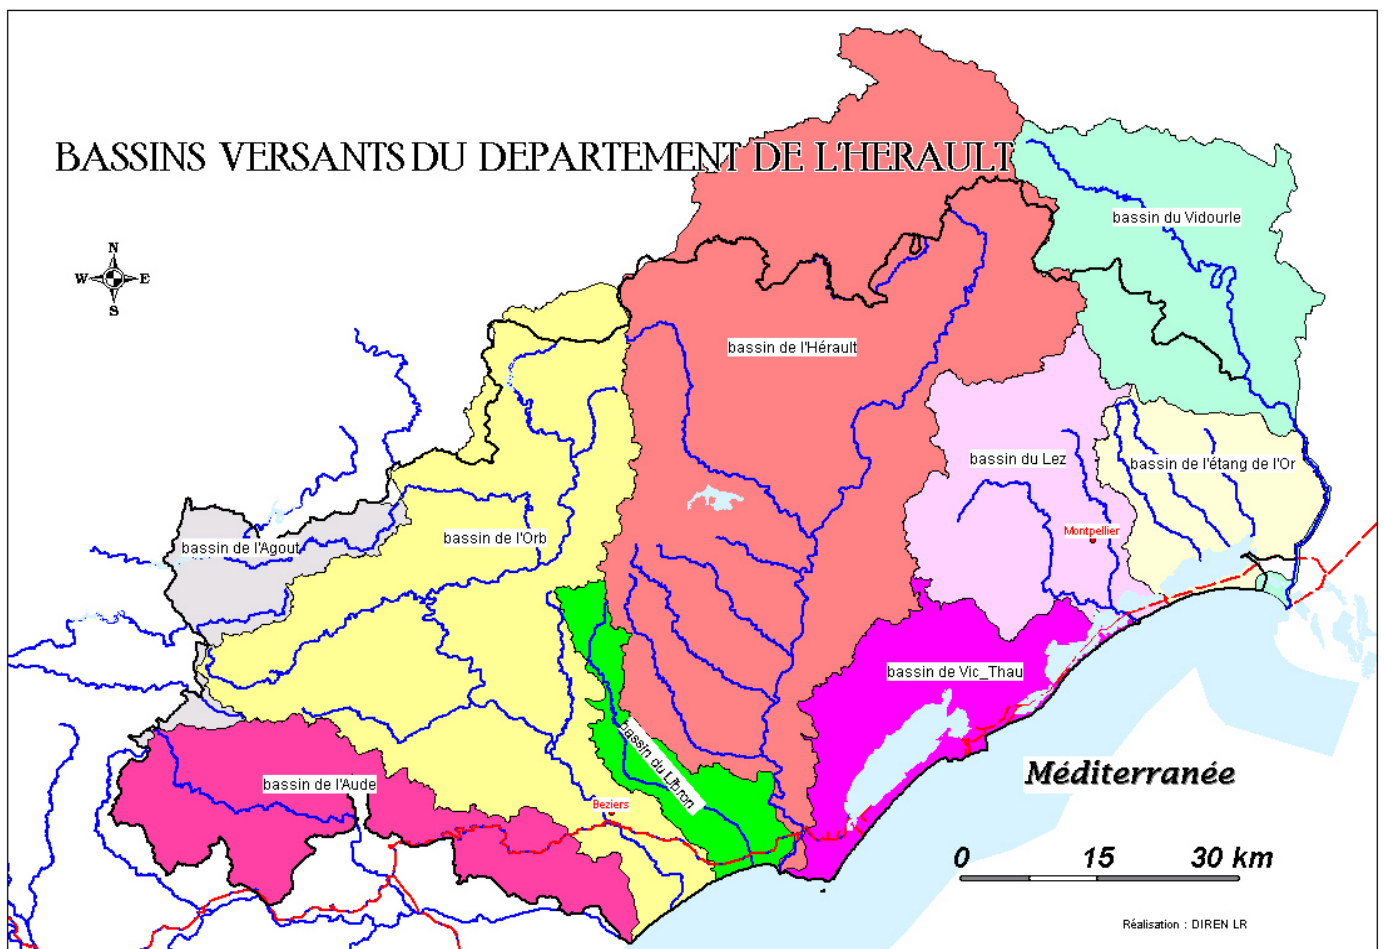 BASSINS VERSANTS DU DEPARTEMENT DE L'HERAULT
bassin du Vidourle
N
W E
S
bassin de l'Hérault
bassin du Lez
bassin de l'étang de l'Or
Montpellier
bassin de l'Orb
bassin de l'Agout
bassin de Vic_Thau
bassin du Libron
Méditerranée
bassin de l'Aude
Beziers
0 15 30 km
Réalisation : DIREN LR